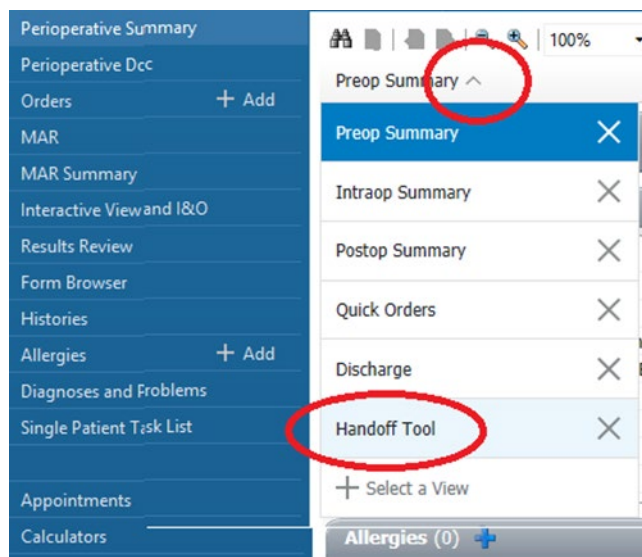 Perioperative Summary
Perioperative Doc
Orders + Add
MAR
MAR Summary
Interactive View and I&O
Results Review
Form Browser
Histories
Allergies + Add
Diagnoses and Problems
Single Patient Task List
Appointments
Calculators
100%
Preop Summary
Preop Summary
Intraop Summary
Postop Summary
Quick Orders
Discharge
Handoff Tool
+ Select a View
Allergies (0) +